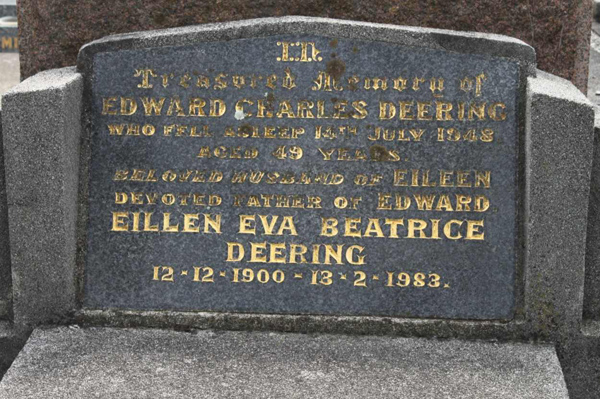 In
Treasured Memory of
EDWARD CHARLES DEERING
WHO FELL ASLEEP 14TH JULY 1948
AGED 49 YEARS.
BELOVED HUSBAND OF EILEEN
DEVOTED FATHER OF EDWARD
EILLEN EVA BEATRICE
DEERING
12-12-1900-13-2-1983.